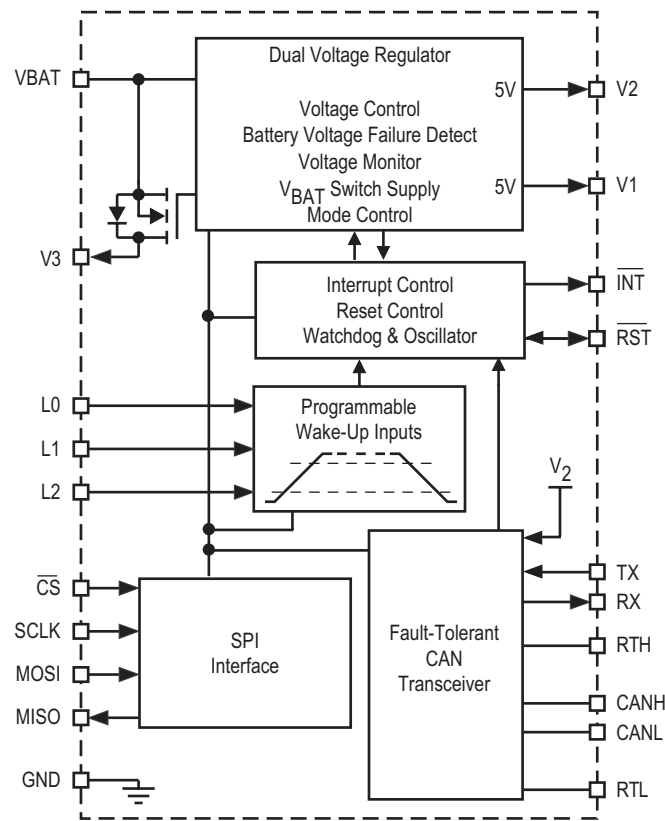 Dual Voltage Regulator
VBAT
5V
V2
Voltage Control
Battery Voltage Failure Detect
Voltage Monitor
VBAT Switch Supply
Mode Control
5V
V1
V3
Interrupt Control
Reset Control
Watchdog & Oscillator
INT
RST
L0
L1
L2
Programmable
Wake-Up Inputs
V2
CS
SCLK
MOSI
MISO
SPI
Interface
Fault-Tolerant
CAN
Transceiver
TX
RX
RTH
CANH
CANL
RTL
GND